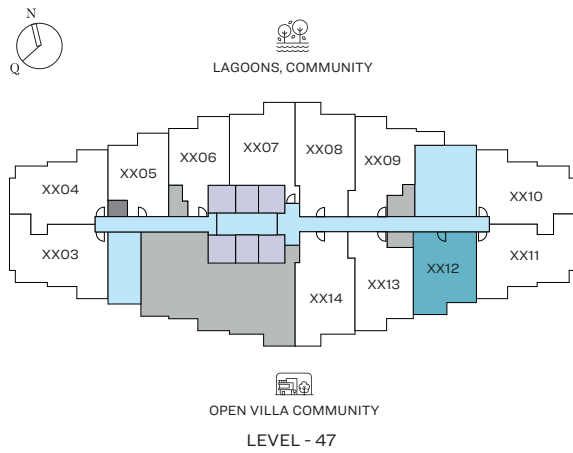 N
Q
LAGOONS, COMMUNITY
XX07
XX08
XX06
XX09
XX05
XX04
XX10
XX03
XX11
XX12
XX13
XX14
OPEN VILLA COMMUNITY
LEVEL - 47